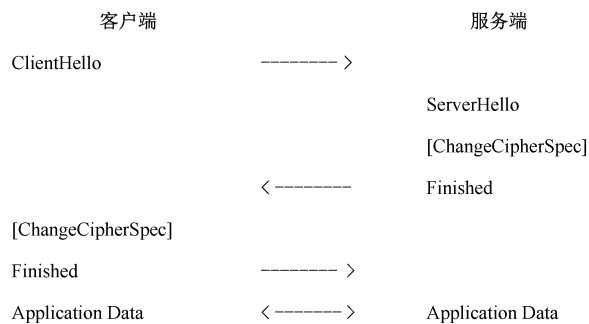 客户端 服务端
ClientHello -------->
ServerHello
[ChangeCipherSpec]
<-------- Finished
[ChangeCipherSpec]
Finished -------->
Application Data <-------> Application Data